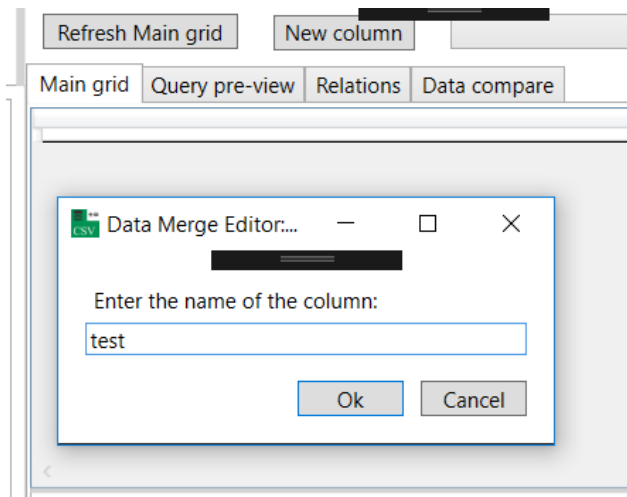 Refresh Main grid New column
Main grid Query pre-view Relations Data compare
CSV Data Merge Editor:...
Enter the name of the column:
test
Ok Cancel